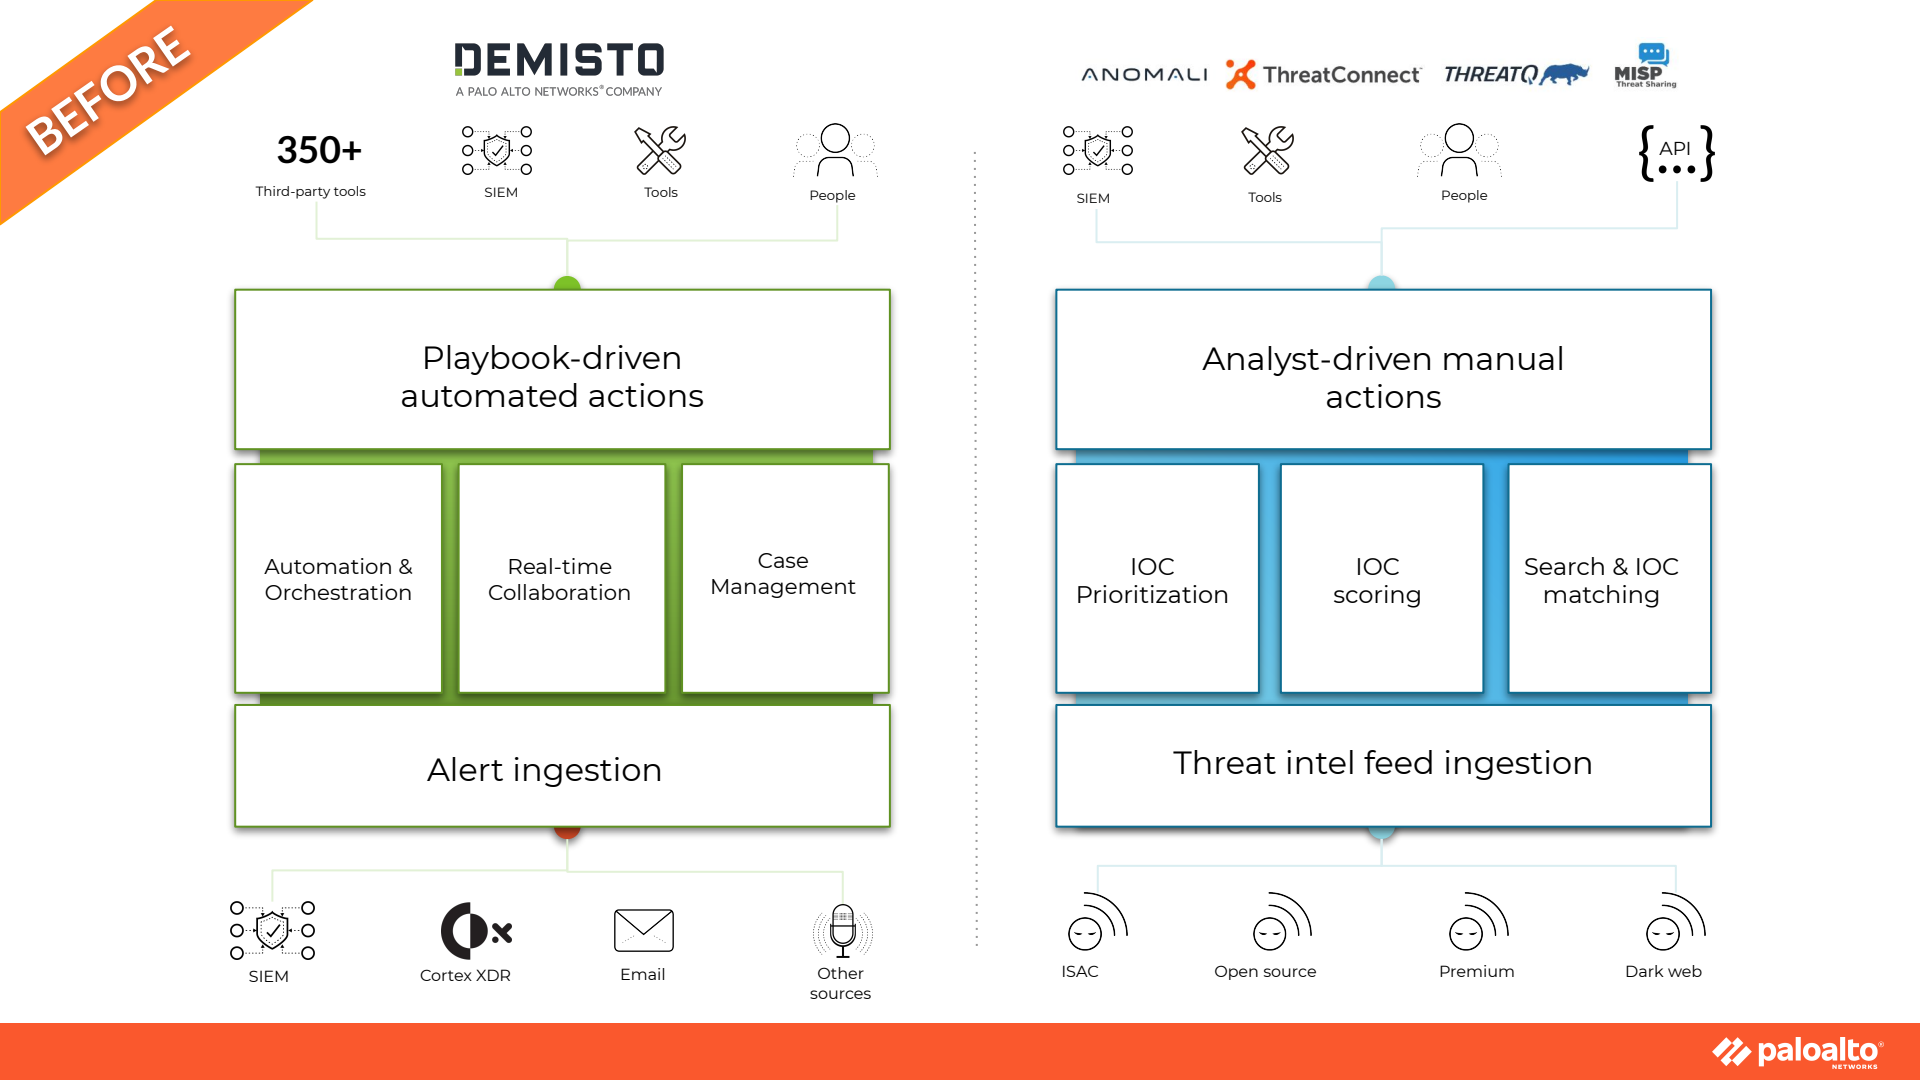 BEFORE
DEMISTO
A PALO ALTO NETWORKS® COMPANY
350+
Third-party tools
SIEM
Tools
People
Playbook-driven
automated actions
Automation &
Orchestration
Real-time
Collaboration
Case
Management
Alert ingestion
SIEM
Cortex XDR
Email
Other
sources
ANOMALI
ThreatConnect™
THREATQ
MISP
Threat Sharing
SIEM
Tools
People
{API ...}
Analyst-driven manual
actions
IOC
Prioritization
IOC
scoring
Search & IOC
matching
Threat intel feed ingestion
ISAC
Open source
Premium
Dark web
paloalto®
NETWORKS